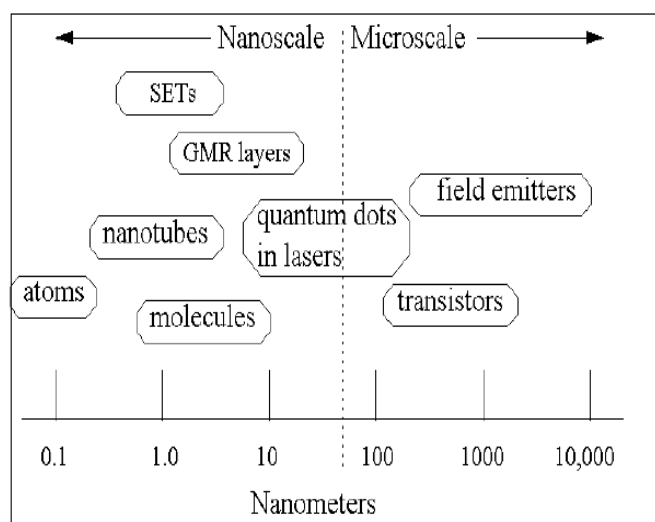 Nanoscale Microscale
SETs
GMR layers
field emitters
quantum dots
in lasers
nanotubes
atoms
molecules
transistors
0.1 1.0 10 100 1000 10,000
Nanometers